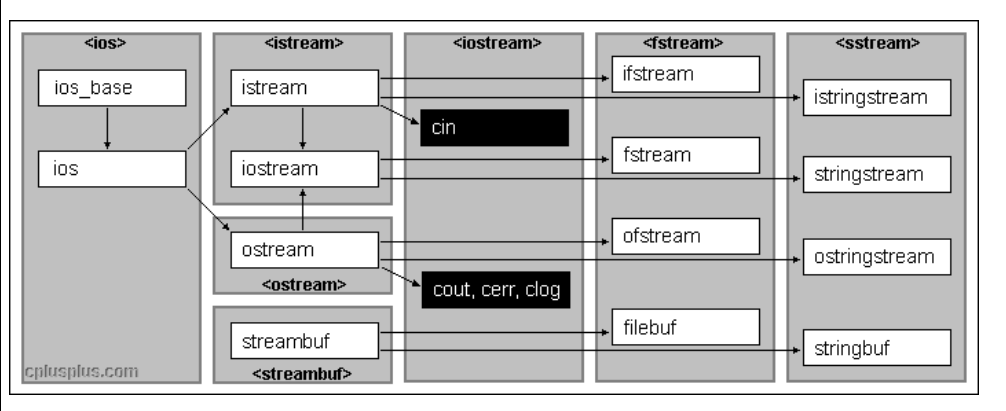 <ios>
ios_base
ios
cplusplus.com
<istream>
istream
iostream
ostream
<ostream>
streambuf
<streambuf>
<iostream>
cin
cout, cerr, clog
<fstream>
ifstream
fstream
ofstream
filebuf
<sstream>
istringstream
stringstream
ostringstream
stringbuf